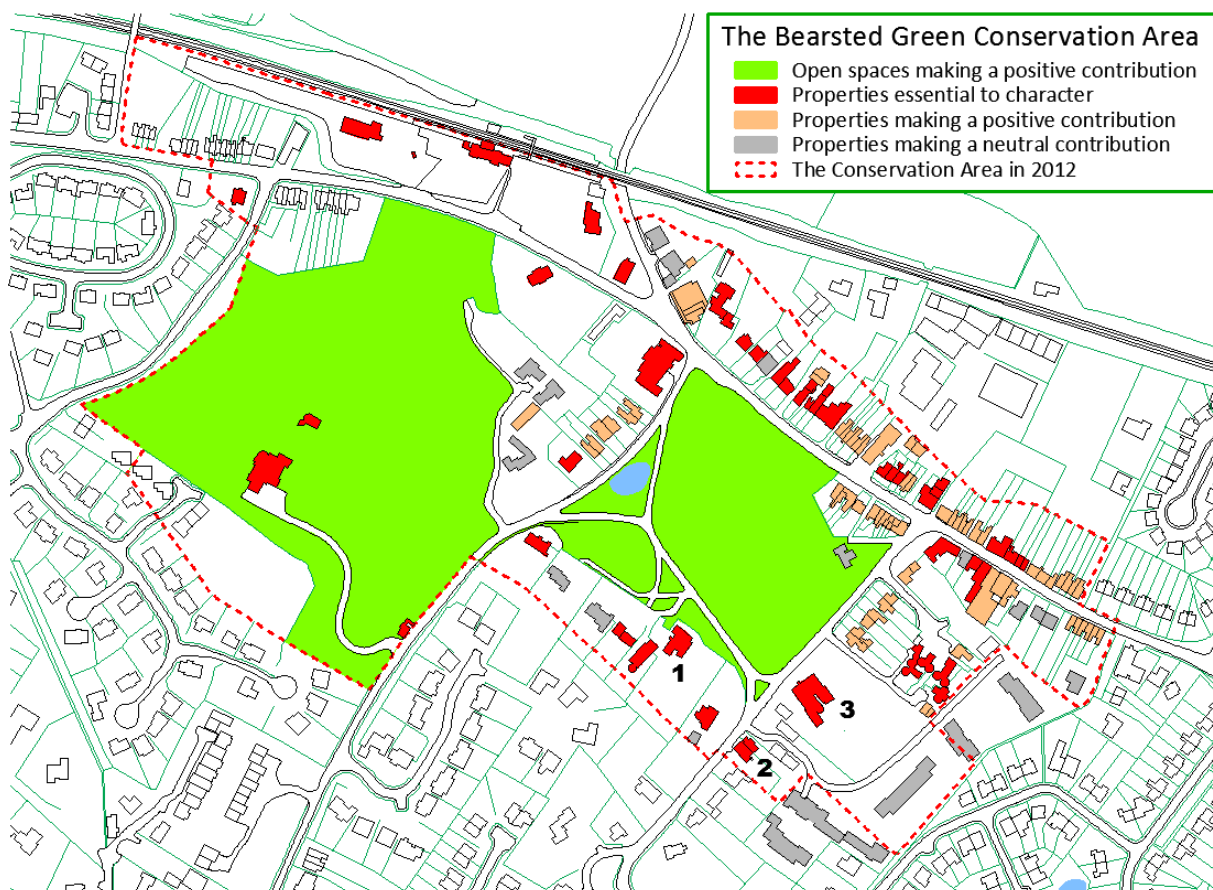 The Bearsted Green Conservation Area
Open spaces making a positive contribution
Properties essential to character
Properties making a positive contribution
Properties making a neutral contribution
The Conservation Area in 2012
1
3
2